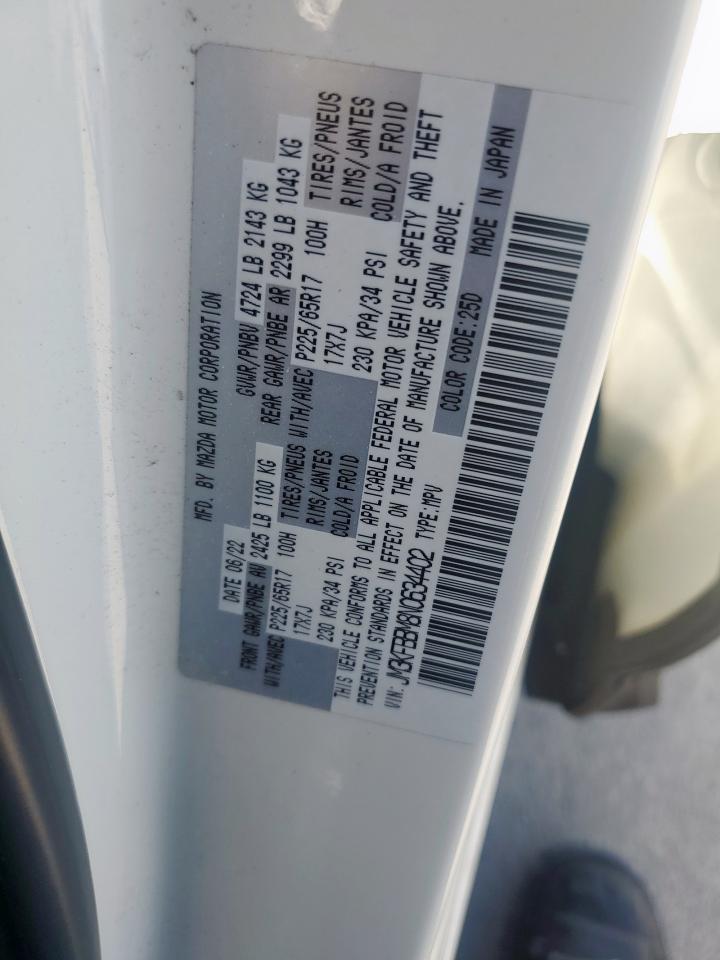 MFD. BY MAZDA MOTOR CORPORATION
DATE 06/22 GVWR/PNBV 4724 LB 2143 KG
FRONT GAWR/PNBE AV 2425 LB 1100 KG REAR GAWR/PNBE AR 2299 LB 1043 KG
WITH/AVEC P225/65R17 100H TIRES/PNEUS WITH/AVEC P225/65R17 100H TIRES/PNEUS
17X7J RIMS/JANTES 17X7J RIMS/JANTES
230 KPA/34 PSI COLD/A FROID 230 KPA/34 PSI COLD/A FROID
THIS VEHICLE CONFORMS TO ALL APPLICABLE FEDERAL MOTOR VEHICLE SAFETY AND THEFT
PREVENTION STANDARDS IN EFFECT ON THE DATE OF MANUFACTURE SHOWN ABOVE.
VIN: JM3KFBBM8N0634402 TYPE:MPV COLOR CODE:25D MADE IN JAPAN